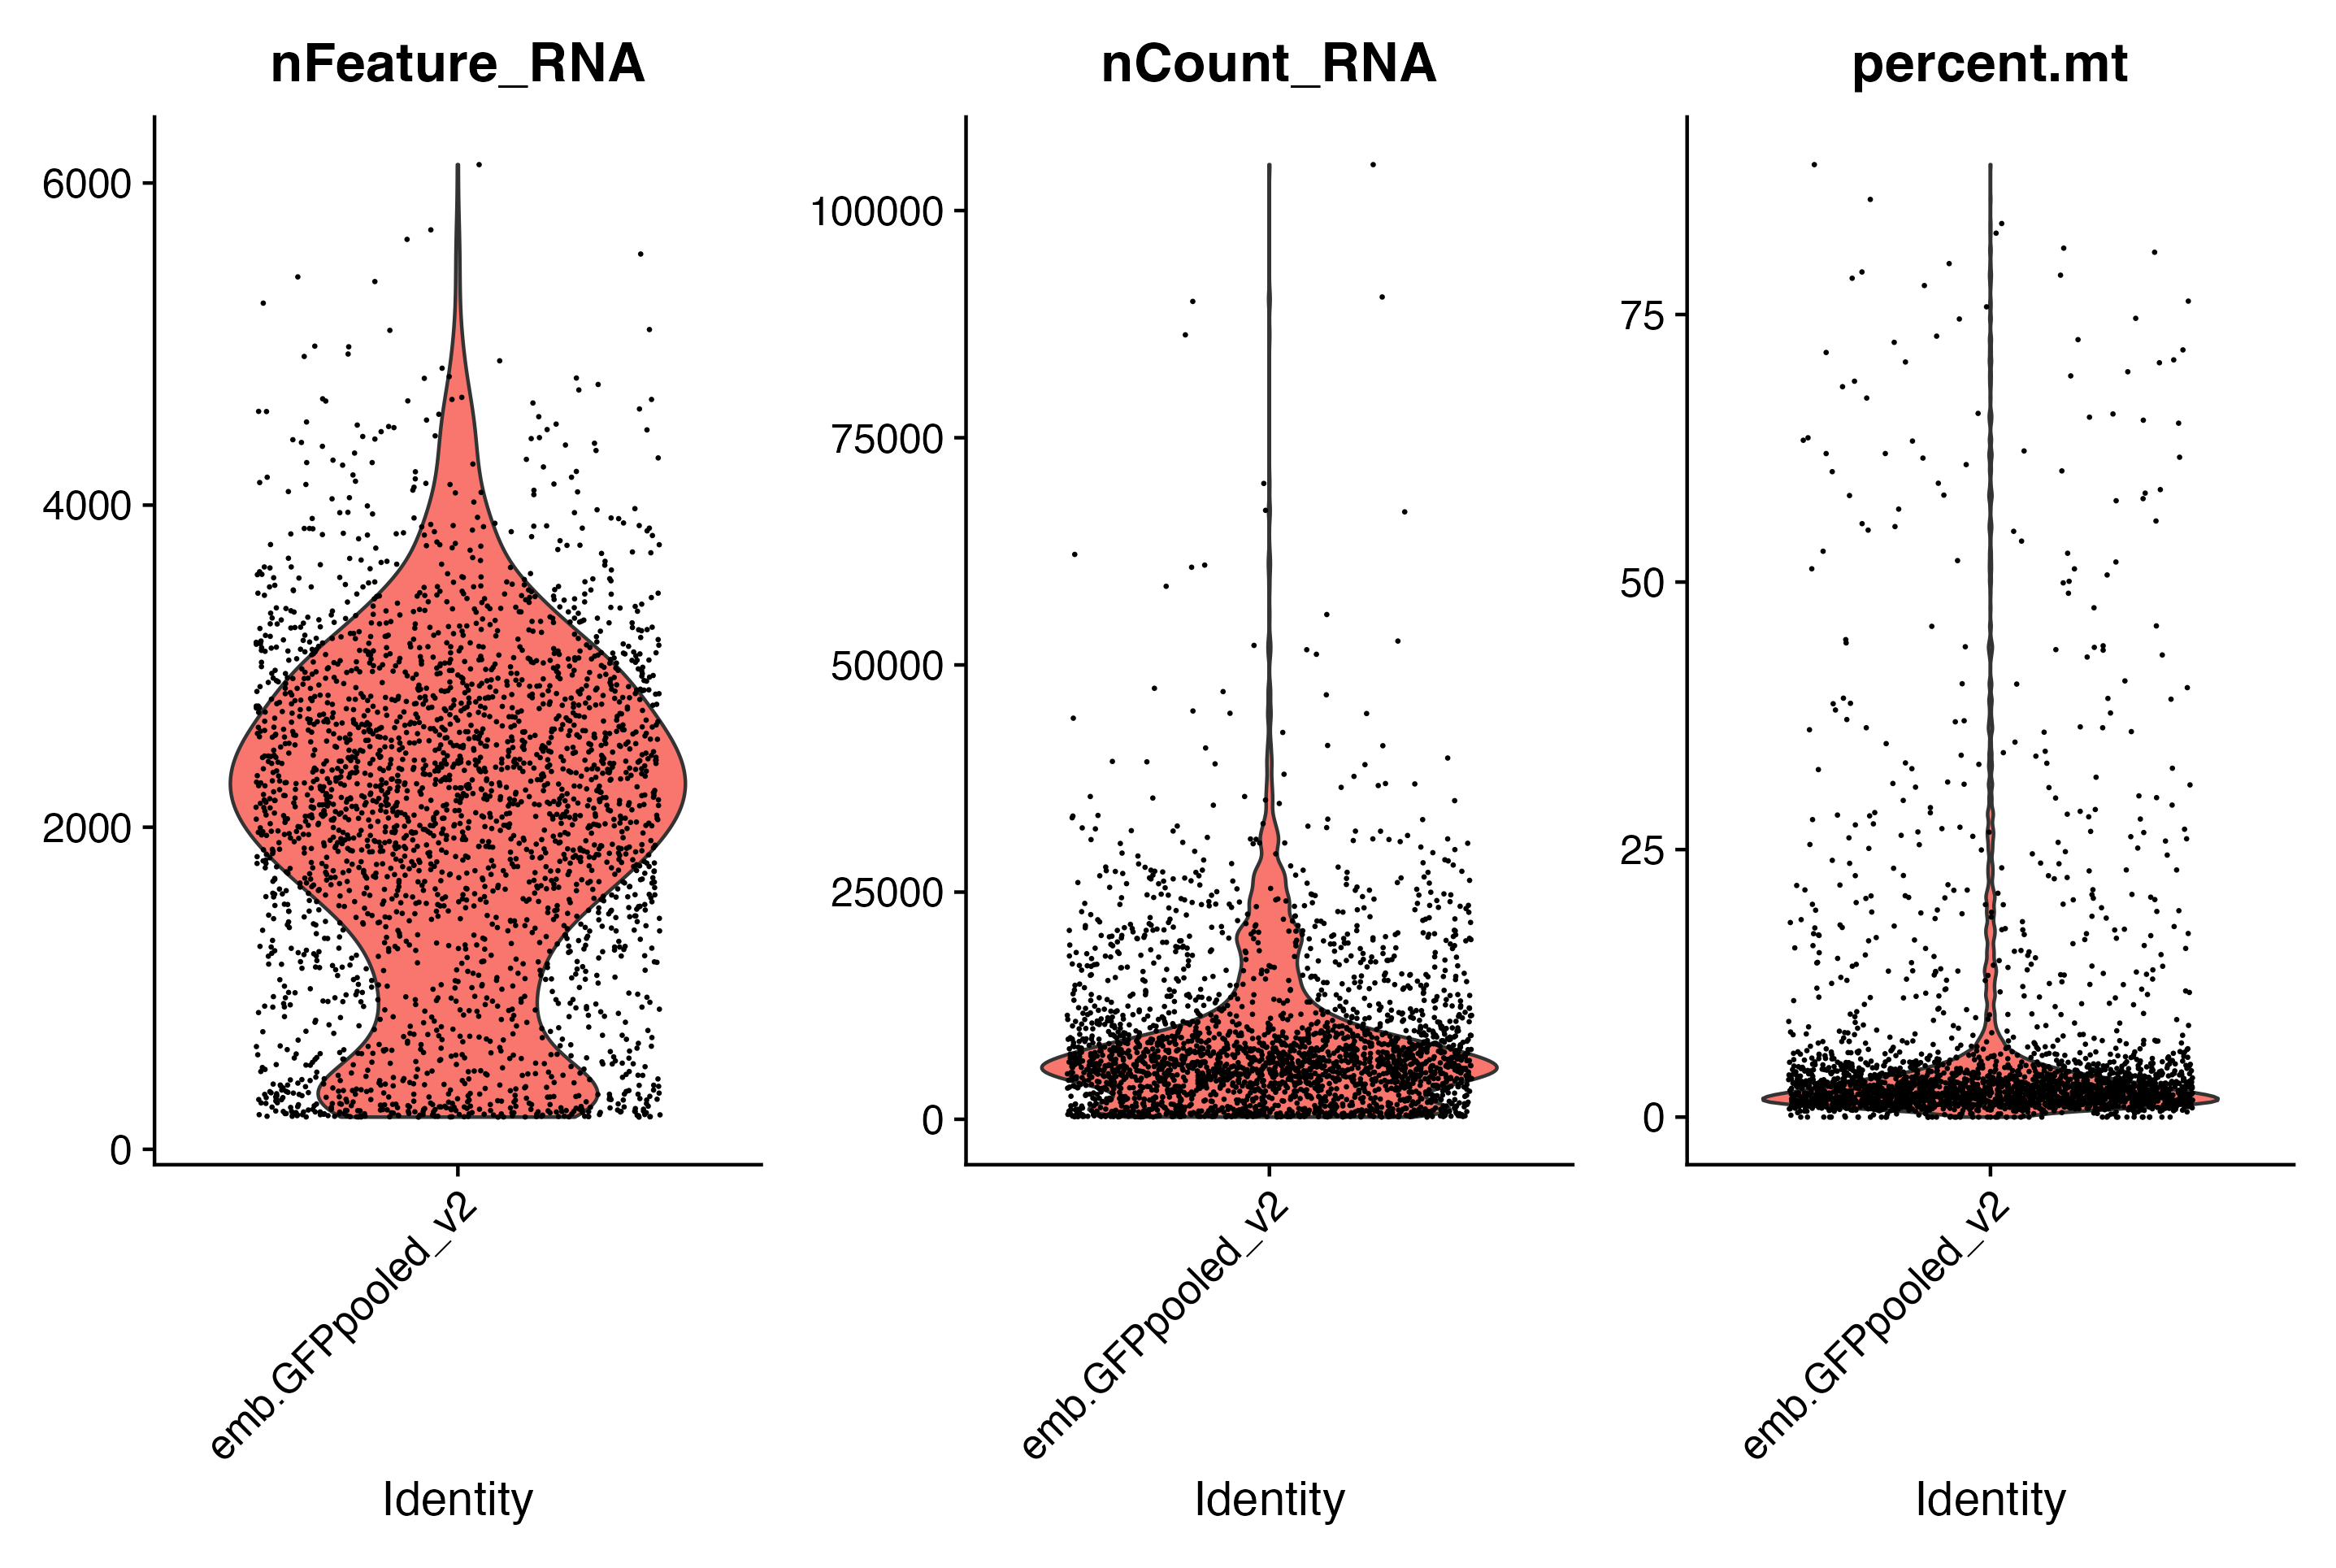 nFeature_RNA
6000
4000
2000
0
emb.GFPpooled_v2
Identity
nCount_RNA
100000
75000
50000
25000
0
emb.GFPpooled_v2
Identity
percent.mt
75
50
25
0
emb.GFPpooled_v2
Identity